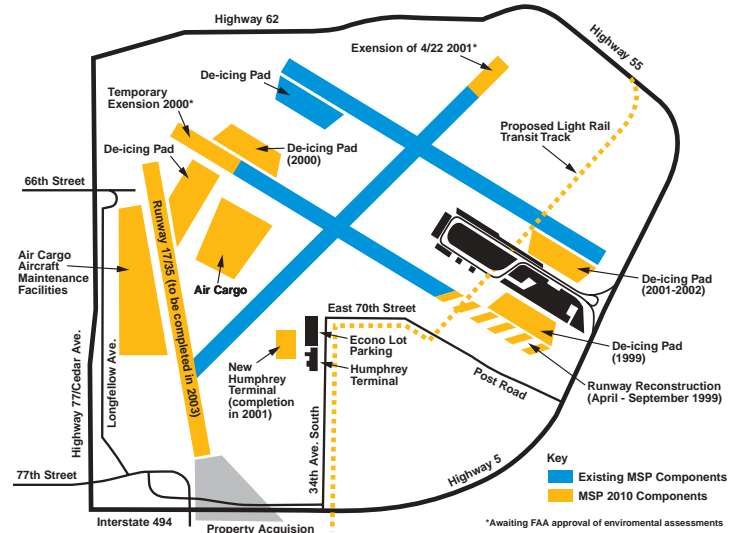 Highway 62
Exension of 4/22 2001*
Highway 55
De-icing Pad
Temporary
Exension 2000*
De-icing Pad
(2000)
Proposed Light Rail
Transit Track
De-icing Pad
66th Street
Runway 17/35 (to be completed in 2003)
Air Cargo
Aircraft
Maintenance
Facilities
Air Cargo
De-icing Pad
(2001-2002)
East 70th Street
Econo Lot
Parking
Humphrey
Terminal
New
Humphrey
Terminal
(completion
in 2001)
De-icing Pad
(1999)
Runway Reconstruction
(April - September 1999)
Post Road
Highway 77/Cedar Ave.
Longfellow Ave.
34th Ave. South
Highway 5
77th Street
Interstate 494
Property Acquision
Key
Existing MSP Components
MSP 2010 Components
*Awaiting FAA approval of enviromental assessments